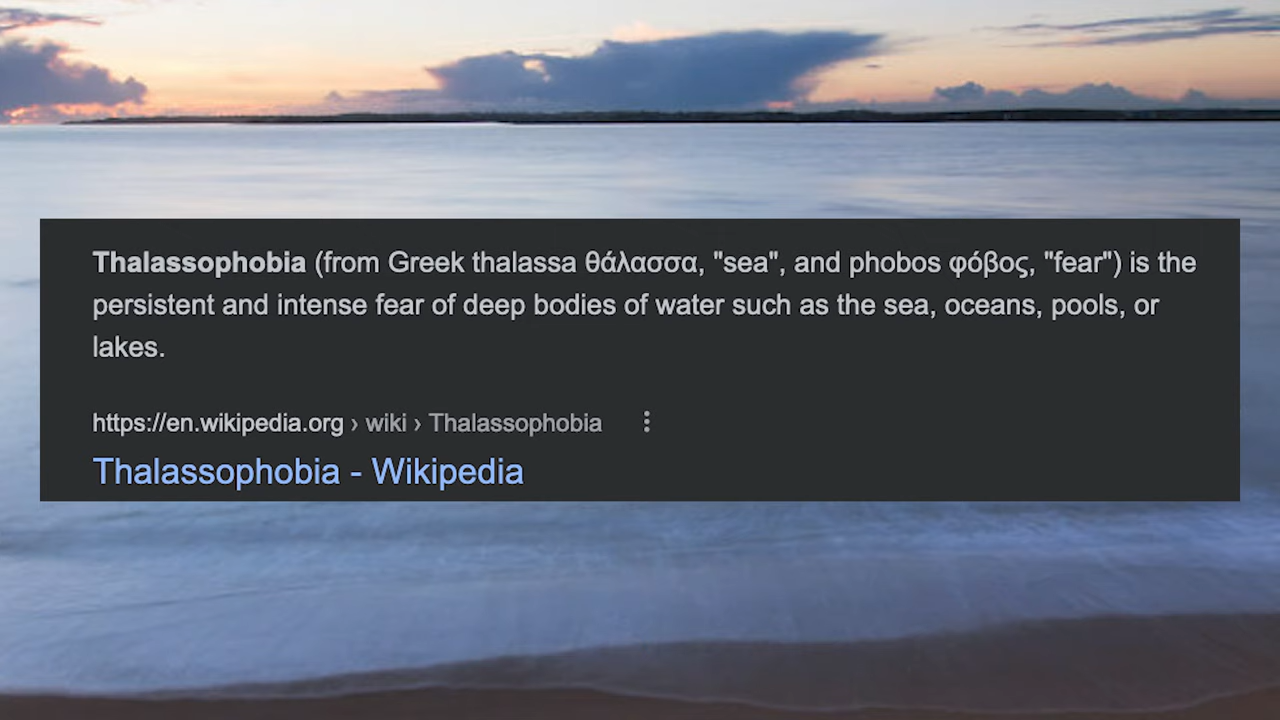 Thalassophobia (from Greek thalassa θάλασσα, "sea", and phobos φόβος, "fear") is the
persistent and intense fear of deep bodies of water such as the sea, oceans, pools, or
lakes.
https://en.wikipedia.org › wiki › Thalassophobia
Thalassophobia - Wikipedia